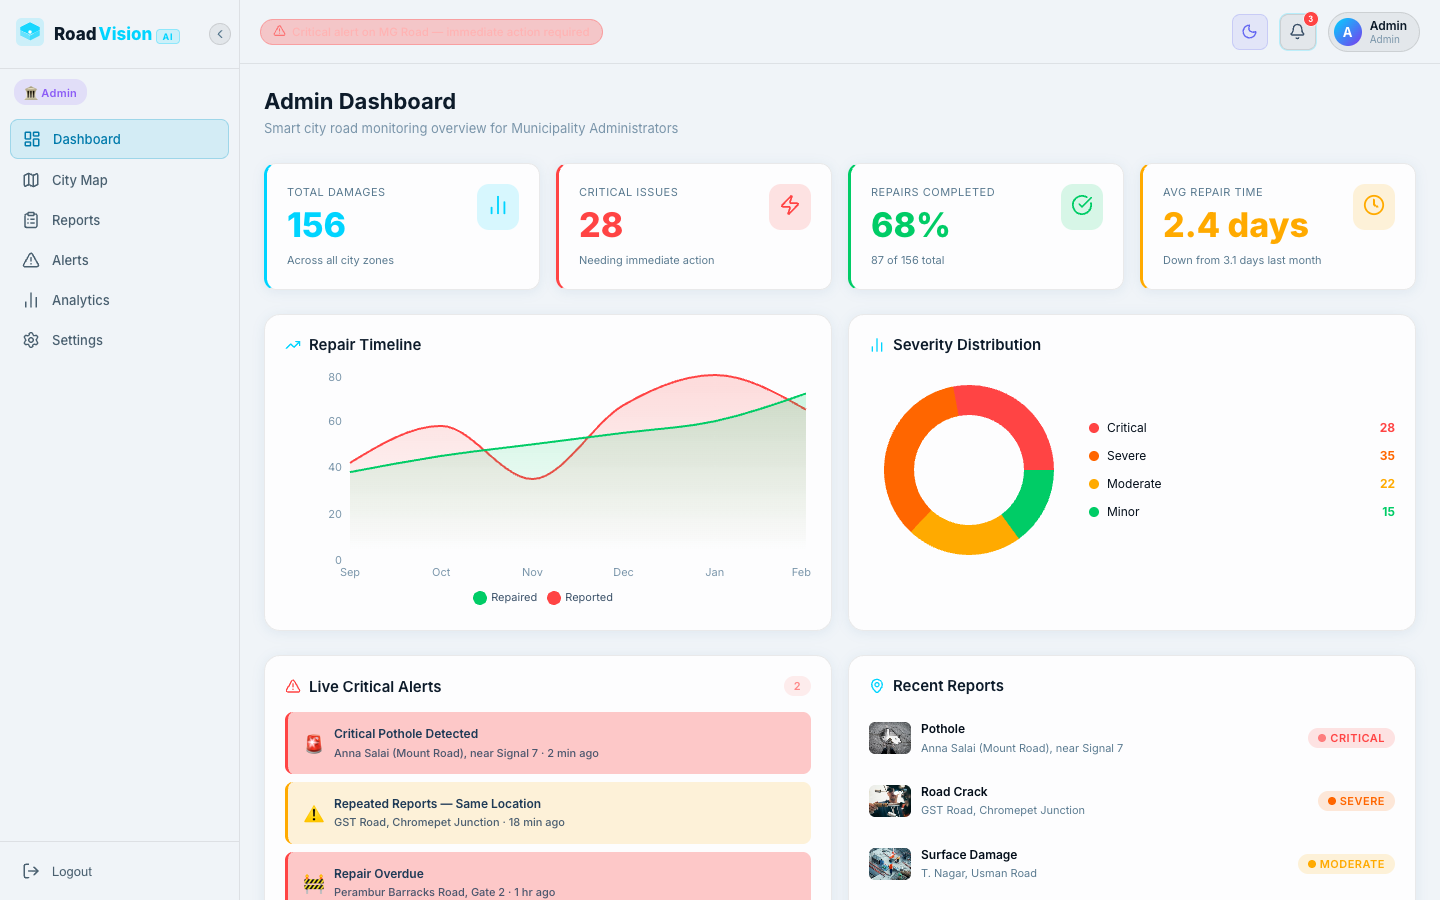 RoadVision AI
Critical alert on MG Road — immediate action required
3
A
Admin
Admin
Admin
Dashboard
City Map
Reports
Alerts
Analytics
Settings
Logout
Admin Dashboard
Smart city road monitoring overview for Municipality Administrators
TOTAL DAMAGES
156
Across all city zones
CRITICAL ISSUES
28
Needing immediate action
REPAIRS COMPLETED
68%
87 of 156 total
AVG REPAIR TIME
2.4 days
Down from 3.1 days last month
Repair Timeline
80
60
40
20
0
Sep Oct Nov Dec Jan Feb
Repaired Reported
Severity Distribution
Critical 28
Severe 35
Moderate 22
Minor 15
Live Critical Alerts 2
Critical Pothole Detected
Anna Salai (Mount Road), near Signal 7 · 2 min ago
Repeated Reports — Same Location
GST Road, Chromepet Junction · 18 min ago
Repair Overdue
Perambur Barracks Road, Gate 2 · 1 hr ago
Recent Reports
Pothole
Anna Salai (Mount Road), near Signal 7
CRITICAL
Road Crack
GST Road, Chromepet Junction
SEVERE
Surface Damage
T. Nagar, Usman Road
MODERATE